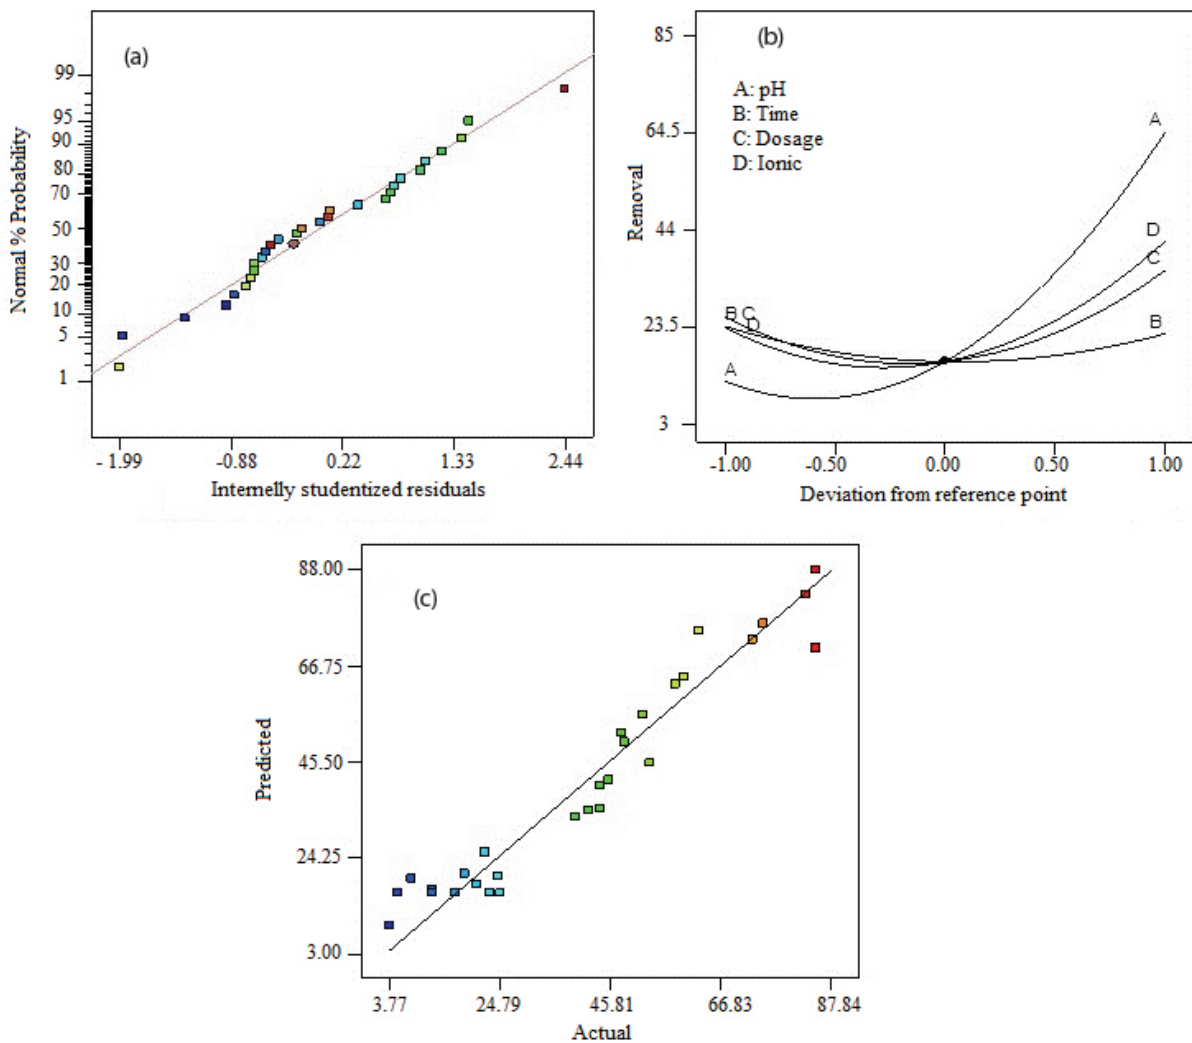 (a)
99
95
90
80
70
50
30
20
10
5
1
Normal % Probability
-1.99
-0.88
0.22
1.33
2.44
Internelly studentized residuals
(b)
85
64.5
44
23.5
3
Removal
A: pH
B: Time
C: Dosage
D: Ionic
A
D
C
B
B C
D
A
-1.00
-0.50
0.00
0.50
1.00
Deviation from reference point
(c)
88.00
66.75
45.50
24.25
3.00
Predicted
3.77
24.79
45.81
66.83
87.84
Actual